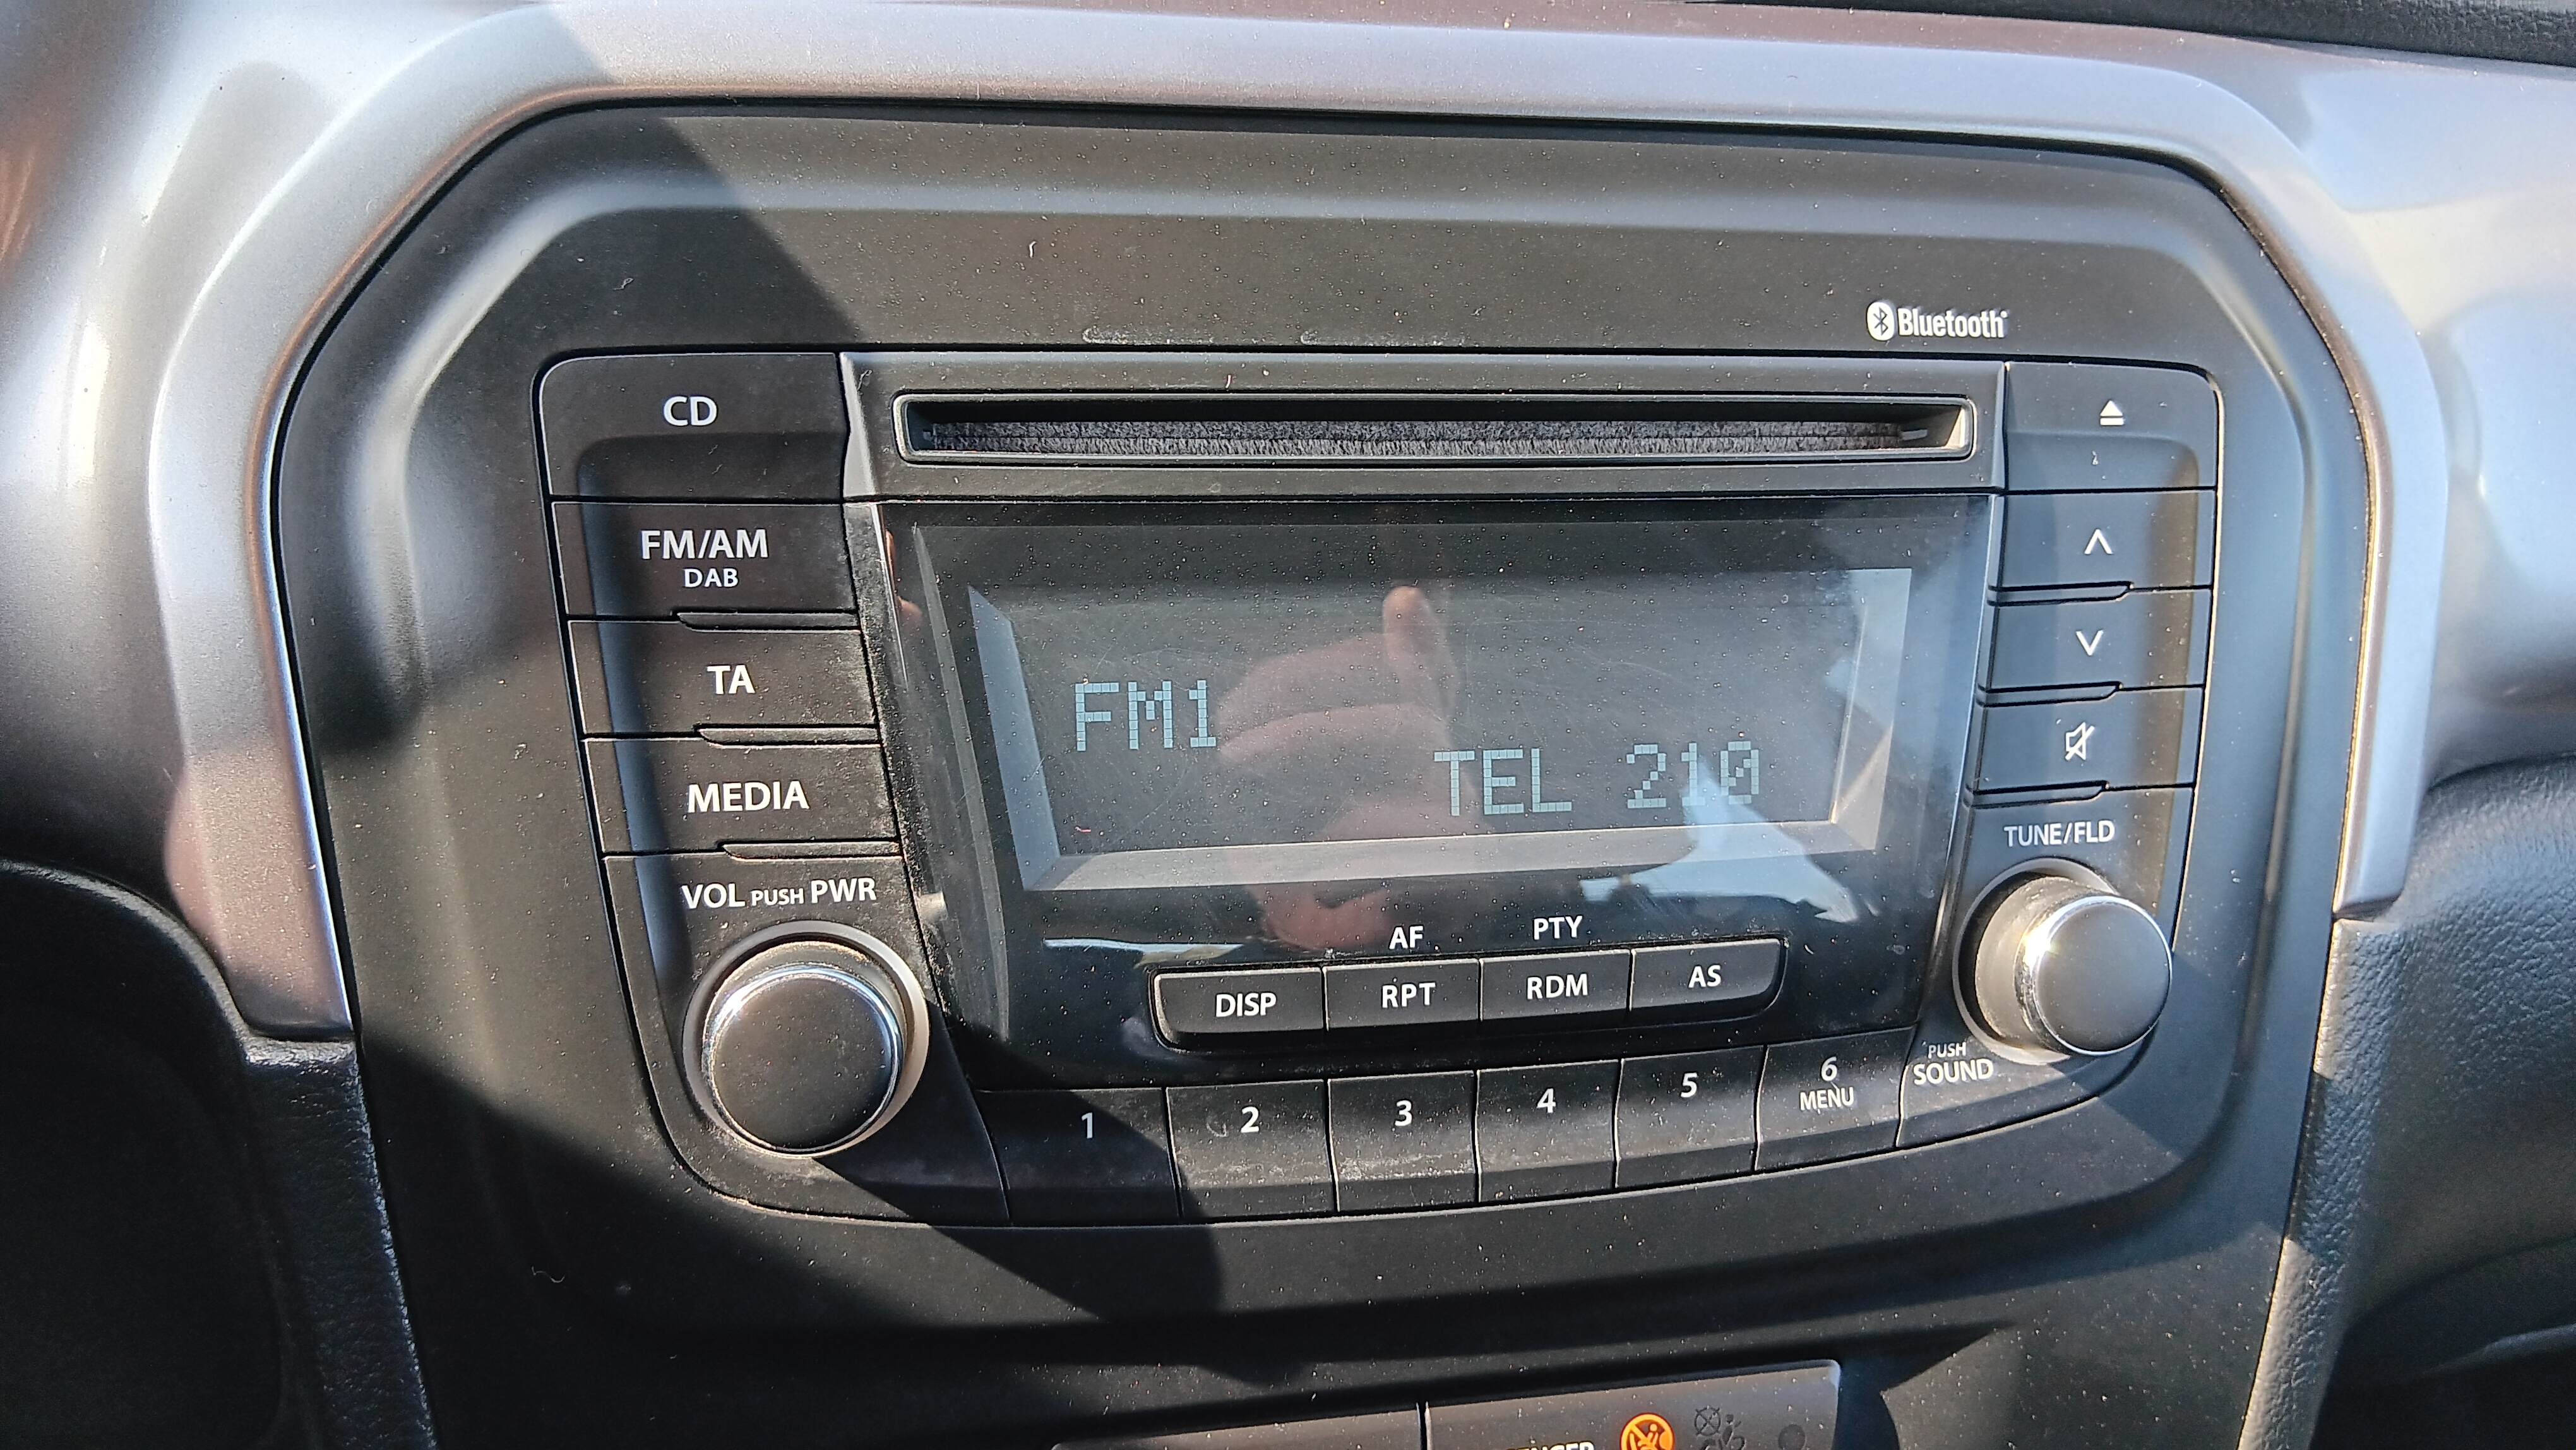 Bluetooth
CD
FM/AM
DAB
TA
MEDIA
FM1
TEL 210
TUNE/FLD
VOL PUSH PWR
AF
PTY
DISP
RPT
RDM
AS
1
2
3
4
5
6
MENU
PUSH
SOUND